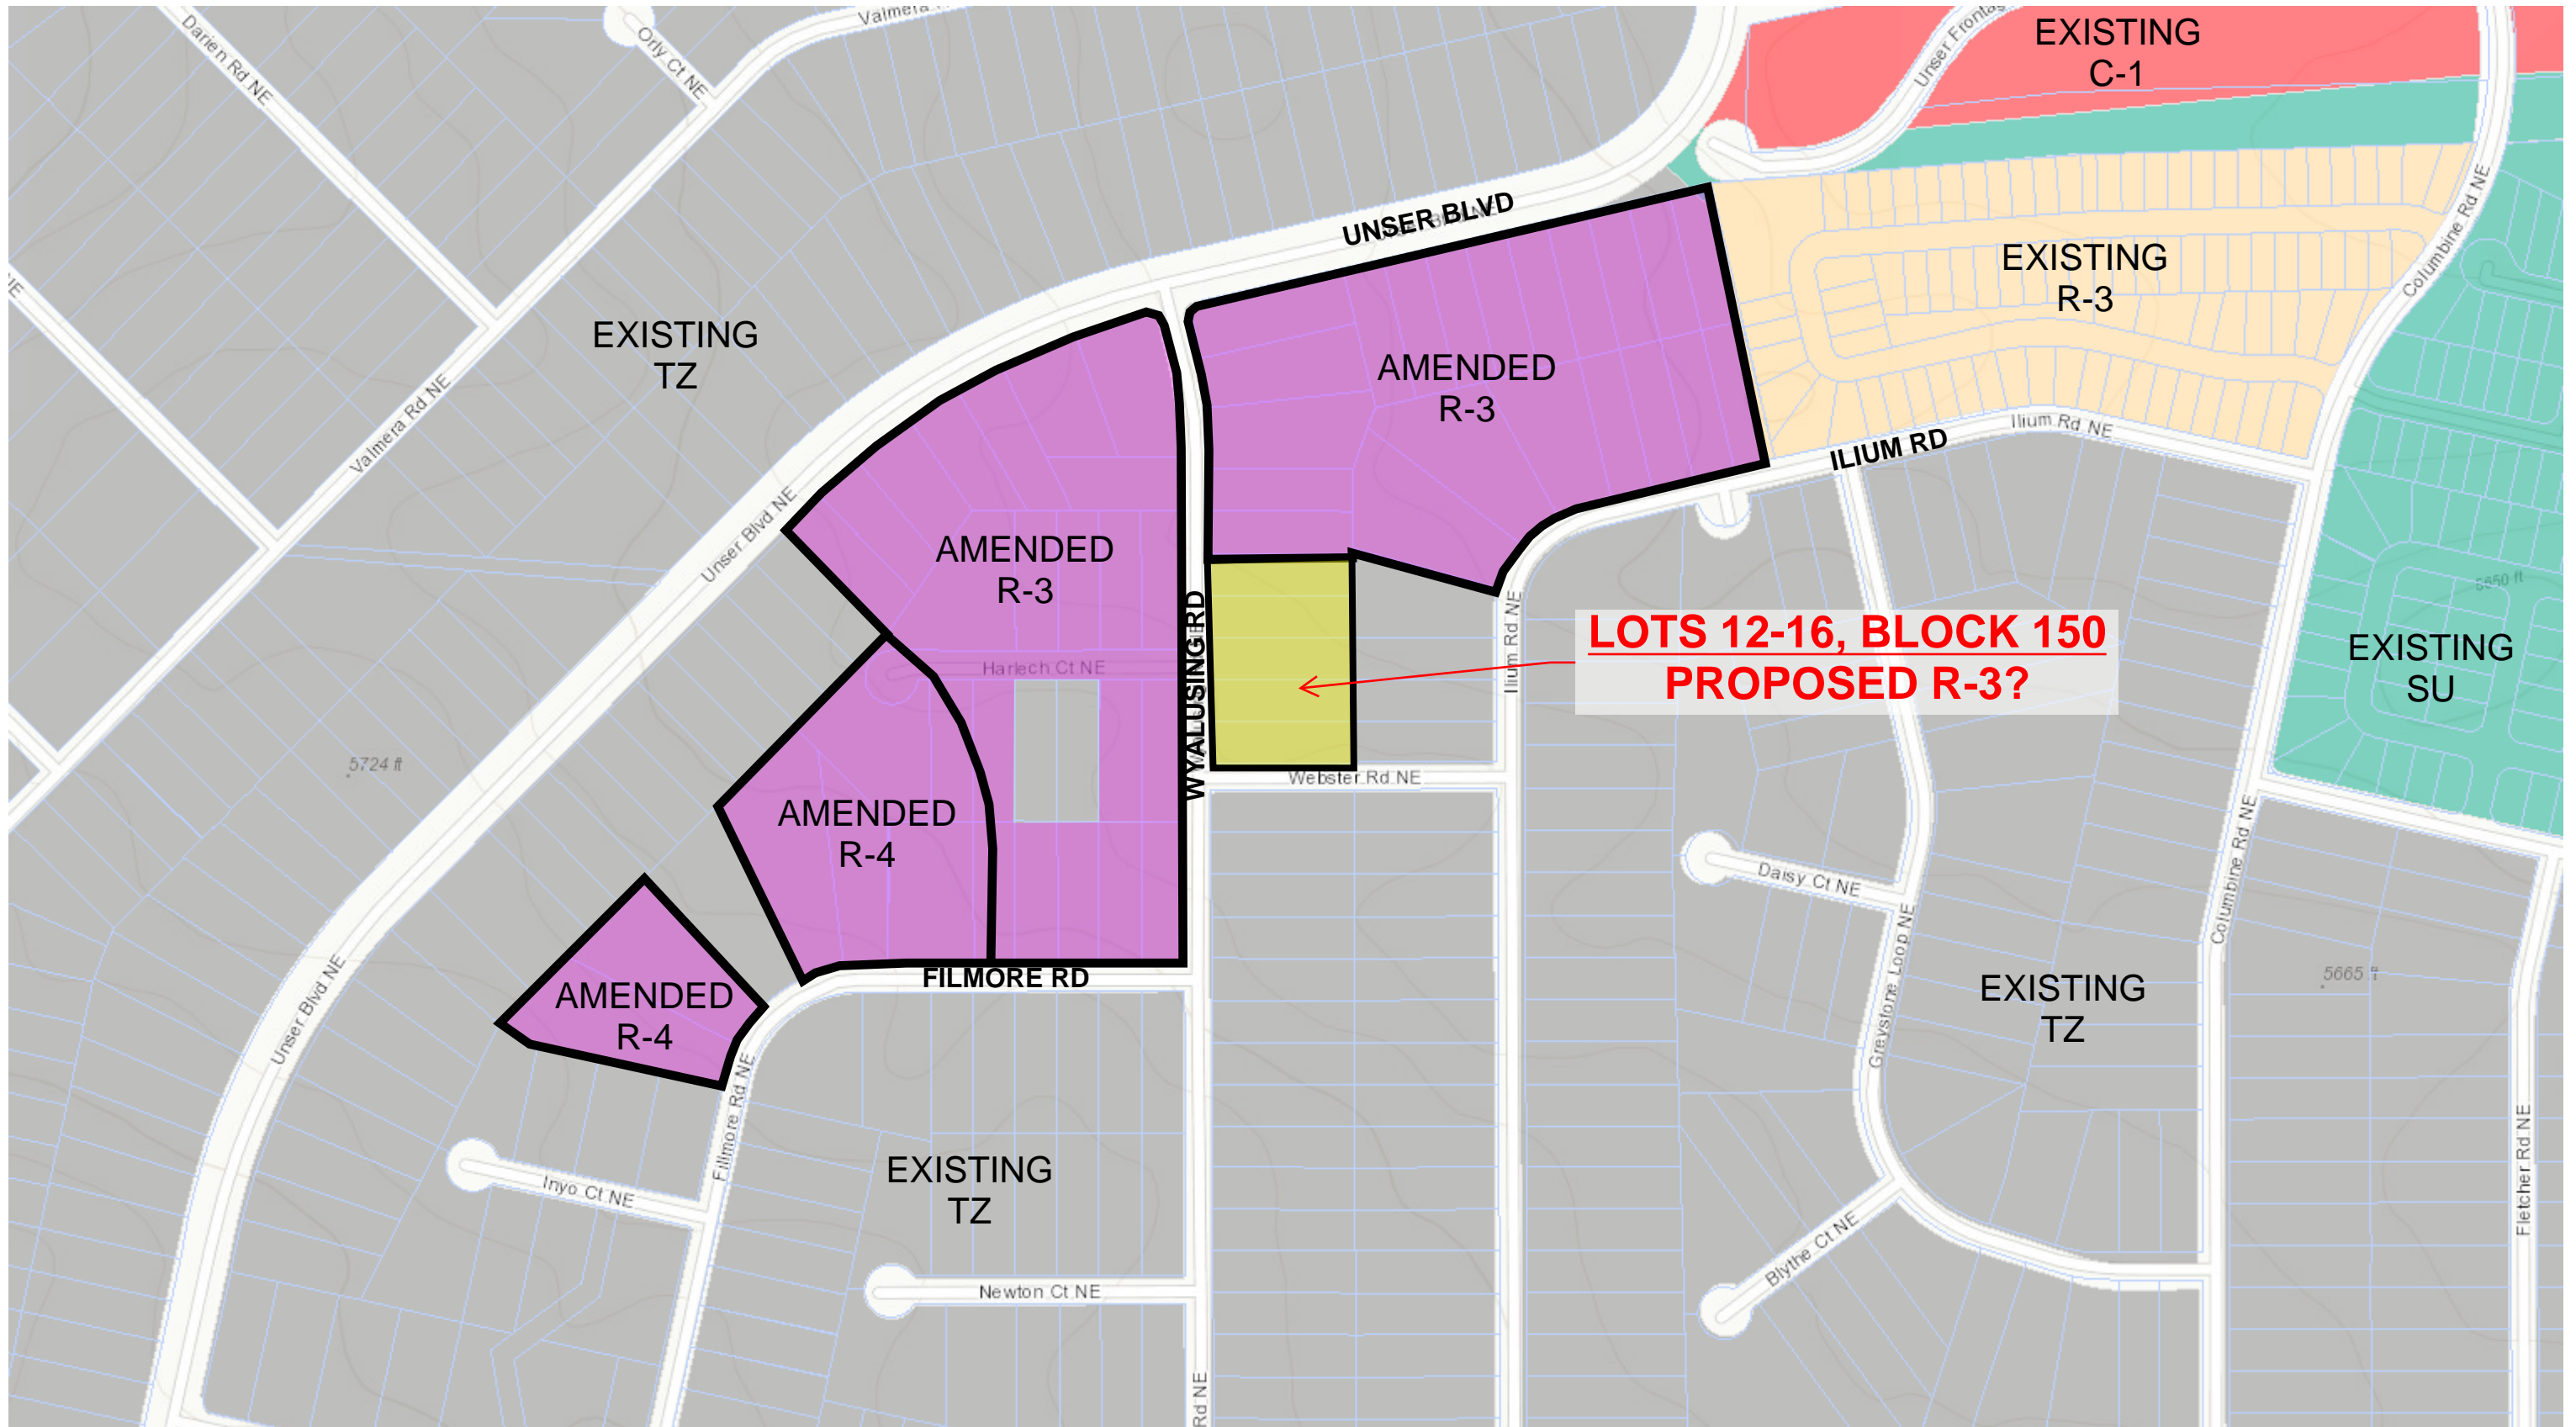 Valmera
Darien Rd NE
Orly Ct NE
Unser Frontag
EXISTING
C-1
UNSER BLVD
EXISTING
R-3
Columbine Rd NE
EXISTING
TZ
Valmera Rd NE
AMENDED
R-3
Ilium Rd NE
ILIUM RD
Unser Blvd NE
AMENDED
R-3
5650 ft
Harlech Ct NE
WYALUSING RD
Ilium Rd NE
LOTS 12-16, BLOCK 150
PROPOSED R-3?
EXISTING
SU
5724 ft
Webster Rd NE
AMENDED
R-4
Daisy Ct NE
Columbine Rd NE
FILMORE RD
AMENDED
R-4
Unser Blvd NE
Greystone Loop NE
EXISTING
TZ
5665 ft
Fillmore Rd NE
EXISTING
TZ
Inyo Ct NE
Fletcher Rd NE
Blythe Ct NE
Newton Ct NE
Rd NE